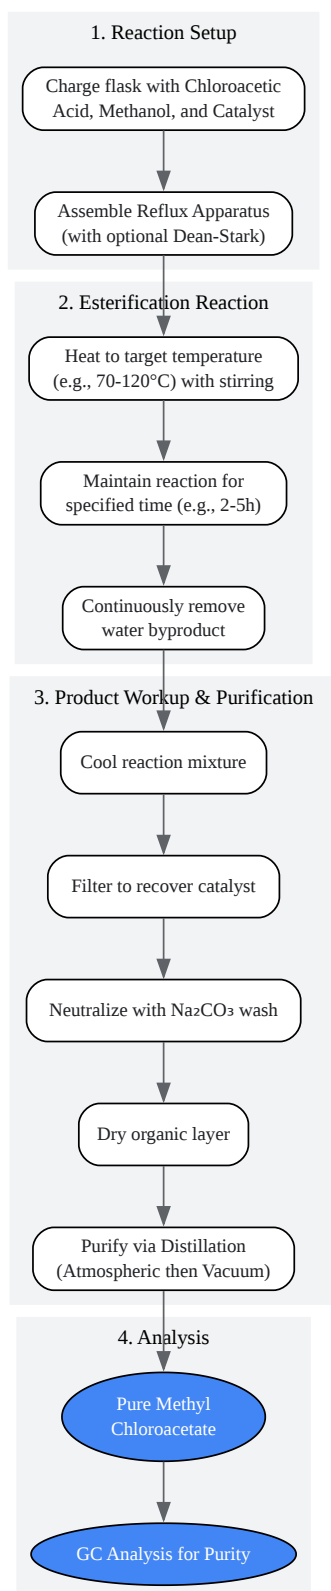 1. Reaction Setup
Charge flask with Chloroacetic
Acid, Methanol, and Catalyst
Assemble Reflux Apparatus
(with optional Dean-Stark)
2. Esterification Reaction
Heat to target temperature
(e.g., 70-120°C) with stirring
Maintain reaction for
specified time (e.g., 2-5h)
Continuously remove
water byproduct
3. Product Workup & Purification
Cool reaction mixture
Filter to recover catalyst
Neutralize with Na₂CO₃ wash
Dry organic layer
Purify via Distillation
(Atmospheric then Vacuum)
4. Analysis
Pure Methyl
Chloroacetate
GC Analysis for Purity